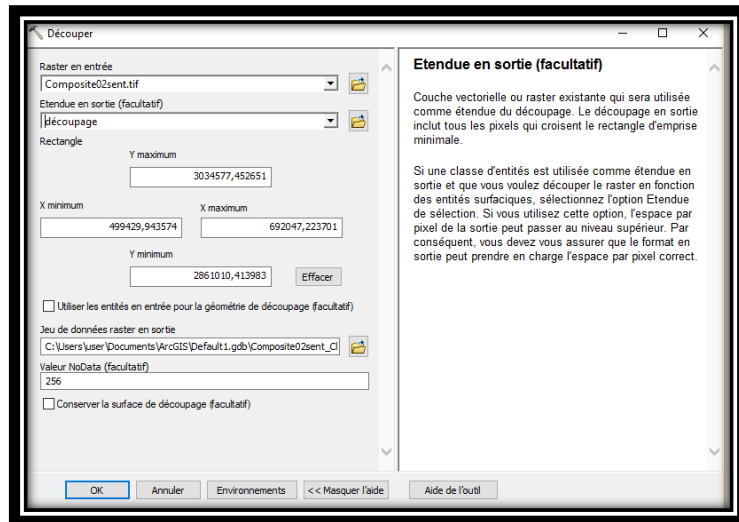 Découper
Raster en entrée
Composite02sent.tif
Etendue en sortie (facultatif)
découpage
Rectangle
Y maximum
3034577,452651
X minimum
X maximum
499429,943574
692047,223701
Y minimum
2861010,413983
Effacer
Utiliser les entités en entrée pour la géométrie de découpage (facultatif)
Jeu de données raster en sortie
C:\Users\user\Documents\ArcGIS\Default1.gdb\Composite02sent_Cl
Valeur NoData (facultatif)
256
Conserver la surface de découpage (facultatif)
OK
Annuler
Environnements
<< Masquer l'aide
Etendue en sortie (facultatif)
Couche vectorielle ou raster existante qui sera utilisée
comme étendue du découpage. Le découpage en sortie
inclut tous les pixels qui croisent le rectangle d'emprise
minimale.
Si une classe d'entités est utilisée comme étendue en
sortie et que vous voulez découper le raster en fonction
des entités surfaciques, sélectionnez l'option Etendue
de sélection. Si vous utilisez cette option, l'espace par
pixel de la sortie peut passer au niveau supérieur. Par
conséquent, vous devez vous assurer que le format en
sortie peut prendre en charge l'espace par pixel correct.
Aide de l'outil